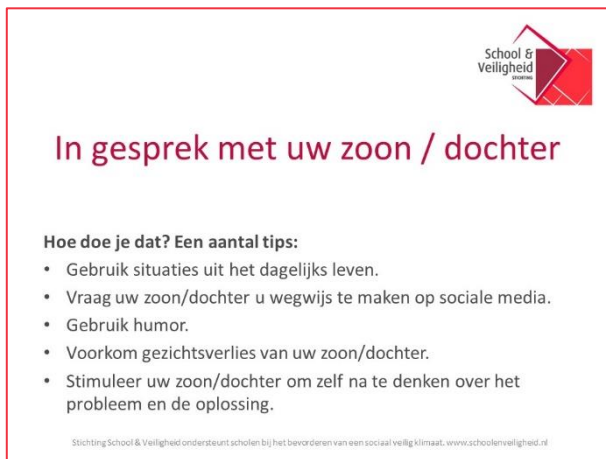 School &
Veiligheid
STICHTING
In gesprek met uw zoon / dochter
Hoe doe je dat? Een aantal tips:
• Gebruik situaties uit het dagelijks leven.
• Vraag uw zoon/dochter u wegwijs te maken op sociale media.
• Gebruik humor.
• Voorkom gezichtsverlies van uw zoon/dochter.
• Stimuleer uw zoon/dochter om zelf na te denken over het
probleem en de oplossing.
Stichting School & Veiligheid ondersteunt scholen bij het bevorderen van een sociaal veilig klimaat. www.schoolenveiligheid.nl